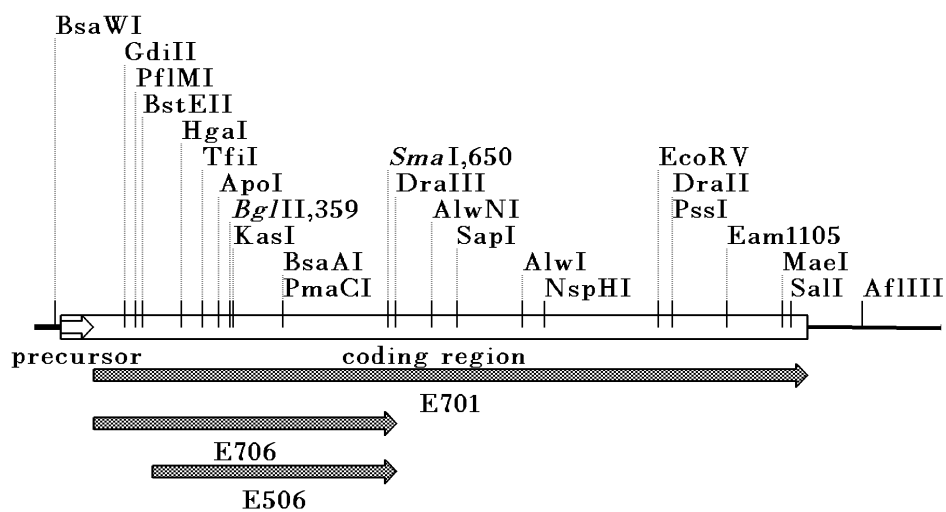 BsaWI
GdiII
PflMI
BstEII
HgaI
TfiI
SmaI,650
EcoRV
ApoI
DraIII
DraII
BglII,359
AlwNI
PssI
KasI
SapI
Eam1105
BsaAI
AlwI
MaeI
PmaCI
NspHI
SalI
AflIII
precursor
coding region
E701
E706
E506